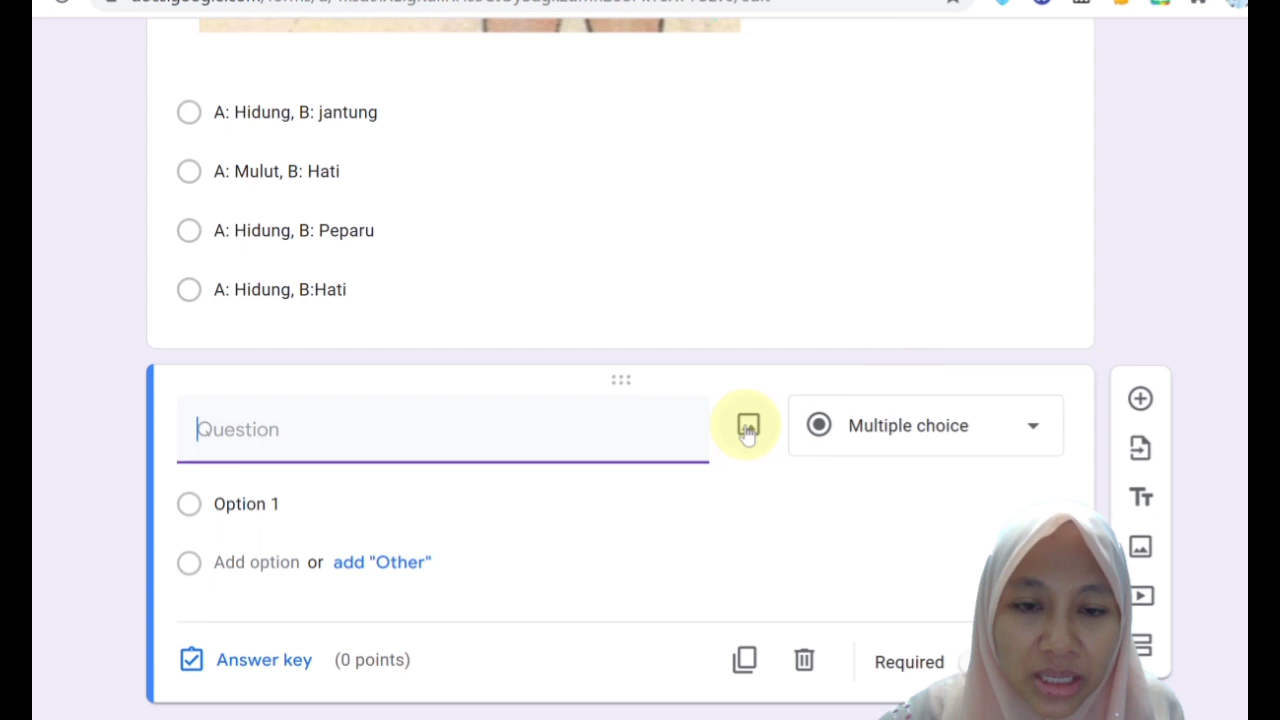 A: Hidung, B: jantung
A: Mulut, B: Hati
A: Hidung, B: Peparu
A: Hidung, B:Hati
Question
Multiple choice
Option 1
Add option or add "Other"
Answer key (0 points)
Required